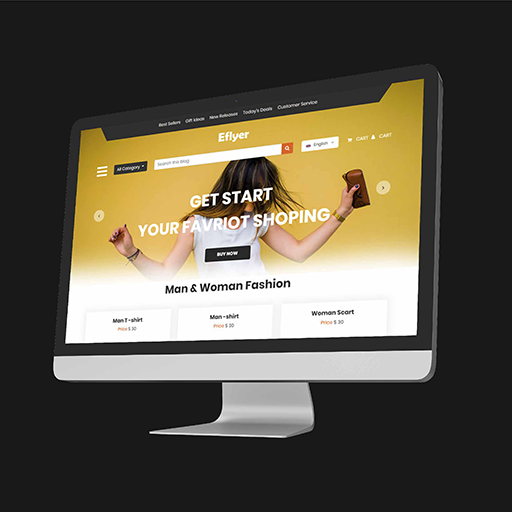 Best Sellers Gift Ideas New Releases Today's Deals Customer Service
Eflyer
All Category Search this blog English CART CART
GET START
YOUR FAVRIOT SHOPING
BUY NOW
Man & Woman Fashion
Man T -shirt Man -shirt Woman Scart
Price $ 30 Price $ 30 Price $ 30